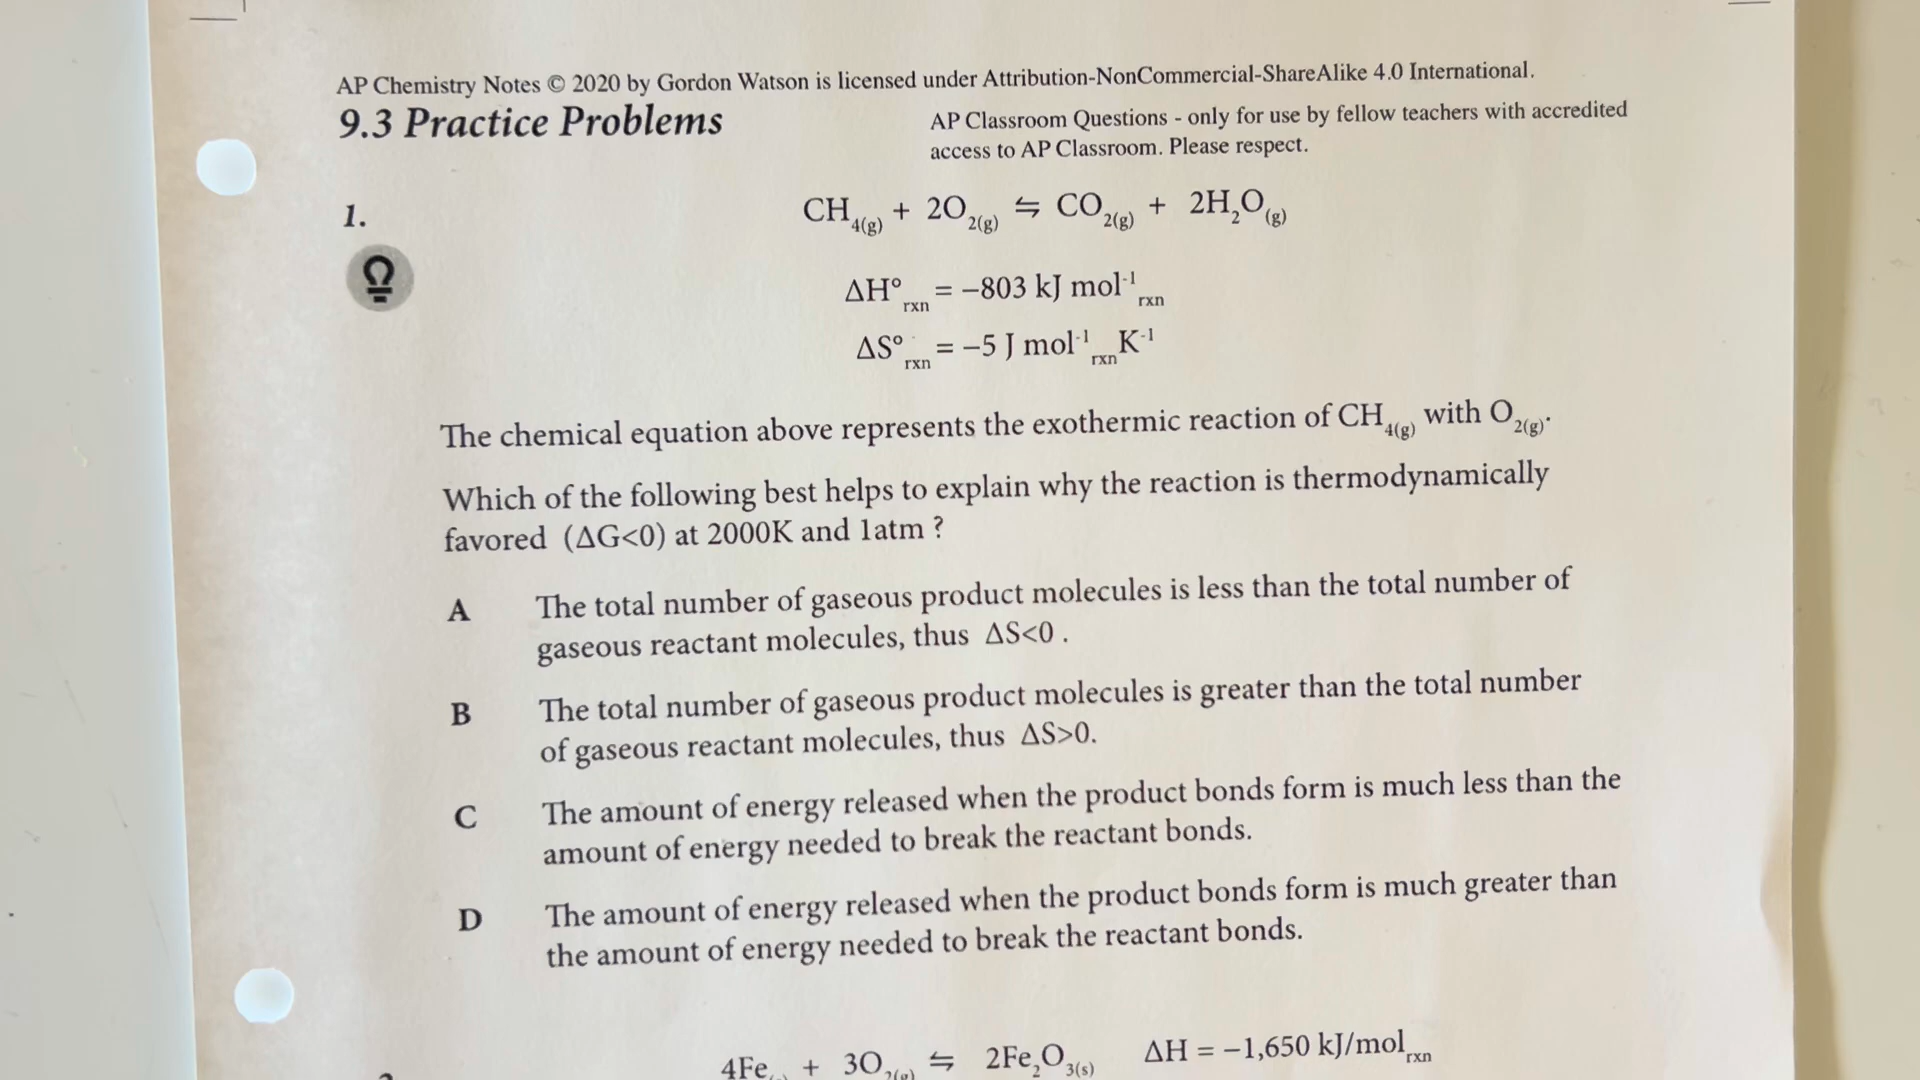 AP Chemistry Notes © 2020 by Gordon Watson is licensed under Attribution-NonCommercial-ShareAlike 4.0 International.
9.3 Practice Problems
AP Classroom Questions - only for use by fellow teachers with accredited
access to AP Classroom. Please respect.
1.
CH4(g) + 2O2(g) ⇋ CO2(g) + 2H2O(g)
ΔH°rxn = −803 kJ mol-1rxn
ΔS°rxn = −5 J mol-1rxn K-1
The chemical equation above represents the exothermic reaction of CH4(g) with O2(g).
Which of the following best helps to explain why the reaction is thermodynamically
favored (ΔG<0) at 2000K and 1atm ?
A The total number of gaseous product molecules is less than the total number of
gaseous reactant molecules, thus ΔS<0 .
B The total number of gaseous product molecules is greater than the total number
of gaseous reactant molecules, thus ΔS>0.
C The amount of energy released when the product bonds form is much less than the
amount of energy needed to break the reactant bonds.
D The amount of energy released when the product bonds form is much greater than
the amount of energy needed to break the reactant bonds.
4Fe + 3O2(g) ⇋ 2Fe2O3(s) ΔH = −1,650 kJ/molrxn